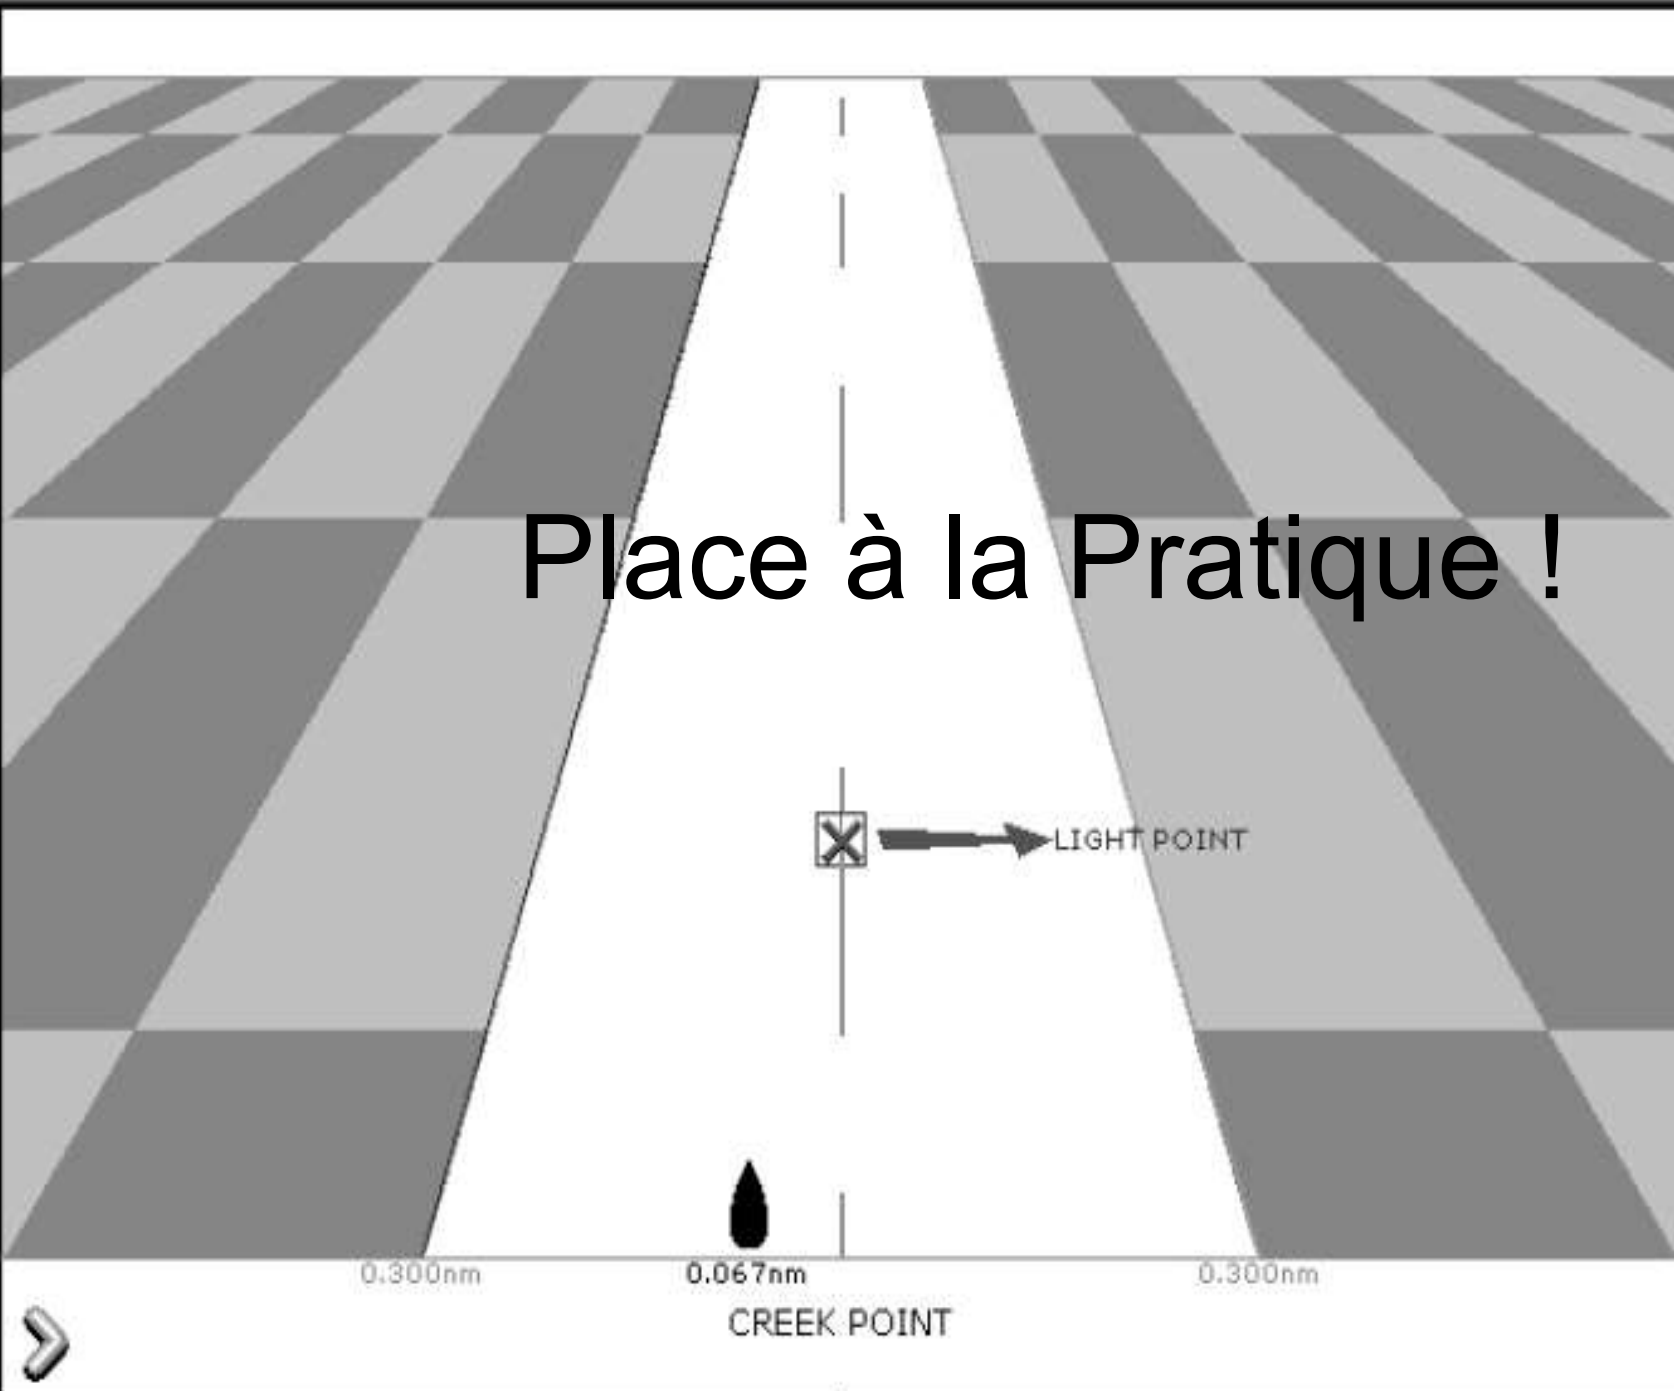 Place à la Pratique !
LIGHT POINT
0.300nm 0.067nm 0.300nm
CREEK POINT